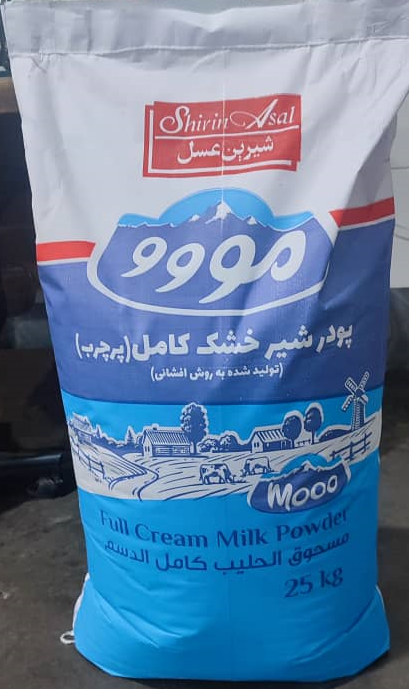 Shirin Asal
شیرین عسل
مووو
پودر شیر خشک کامل (پرچرب)
(تولید شده به روش افشانی)
Mooo
Full Cream Milk Powder
مسحوق الحليب كامل الدسم
25 kg